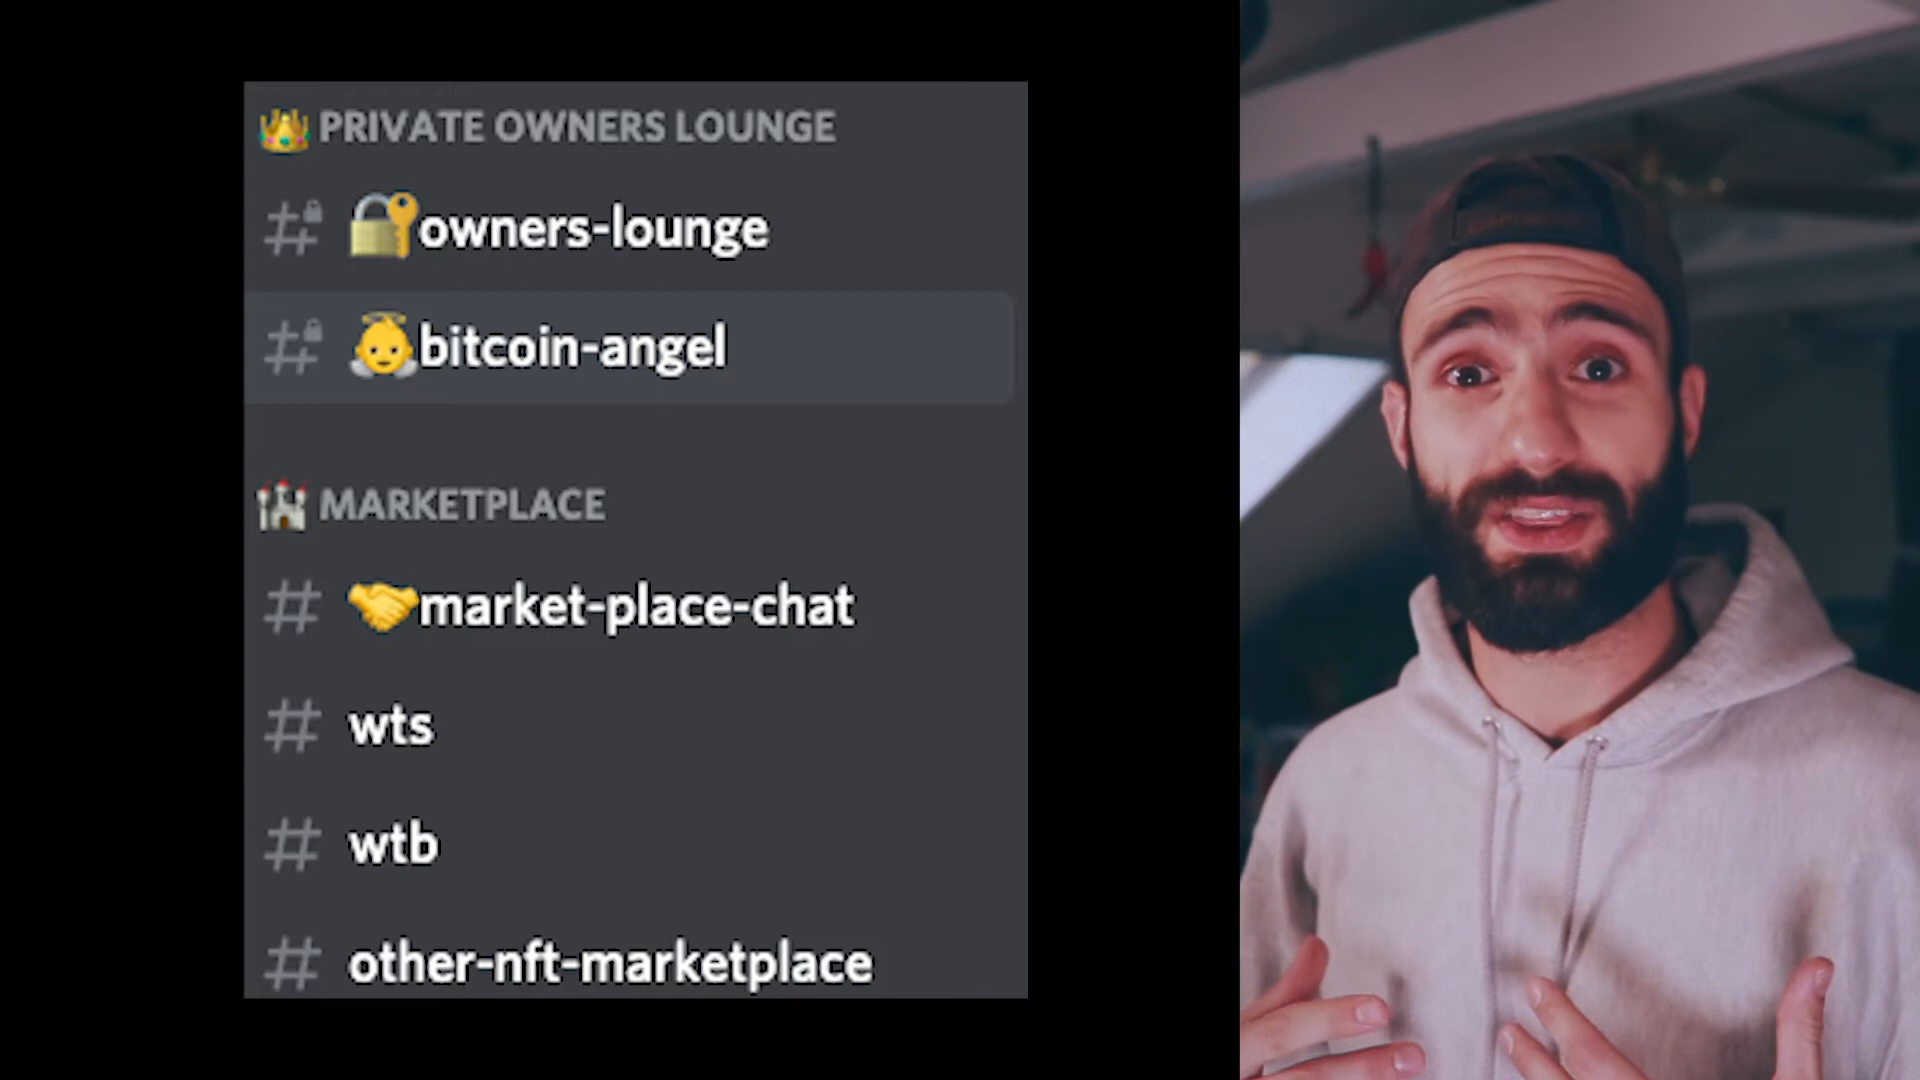 PRIVATE OWNERS LOUNGE
owners-lounge
bitcoin-angel
MARKETPLACE
market-place-chat
wts
wtb
other-nft-marketplace